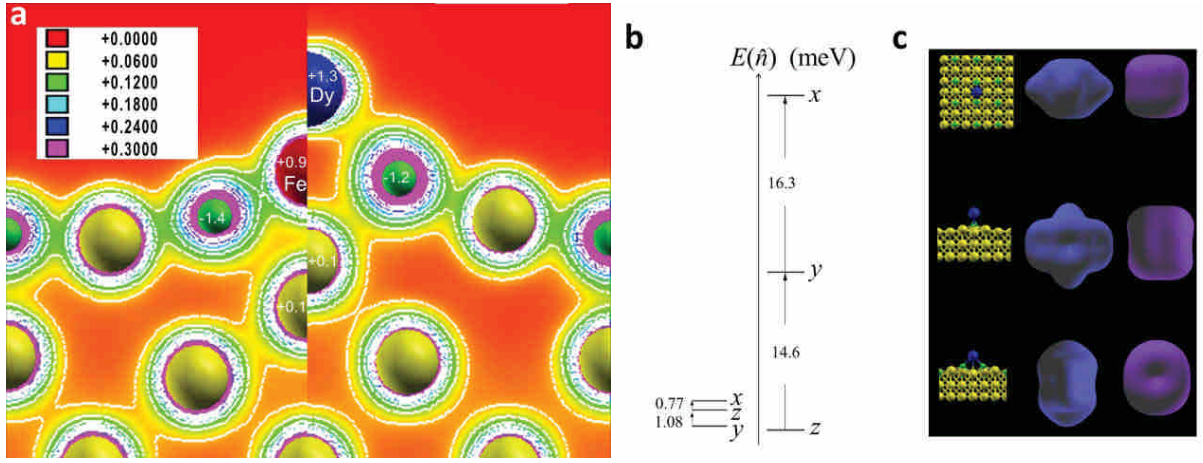 a
+0.0000
+0.0600
+0.1200
+0.1800
+0.2400
+0.3000
+1.3
Dy
+0.9
Fe
-1.2
-1.4
+0.1
+0.1
b
E(n̂) (meV)
x
16.3
y
14.6
0.77
x
z
1.08
y
z
c